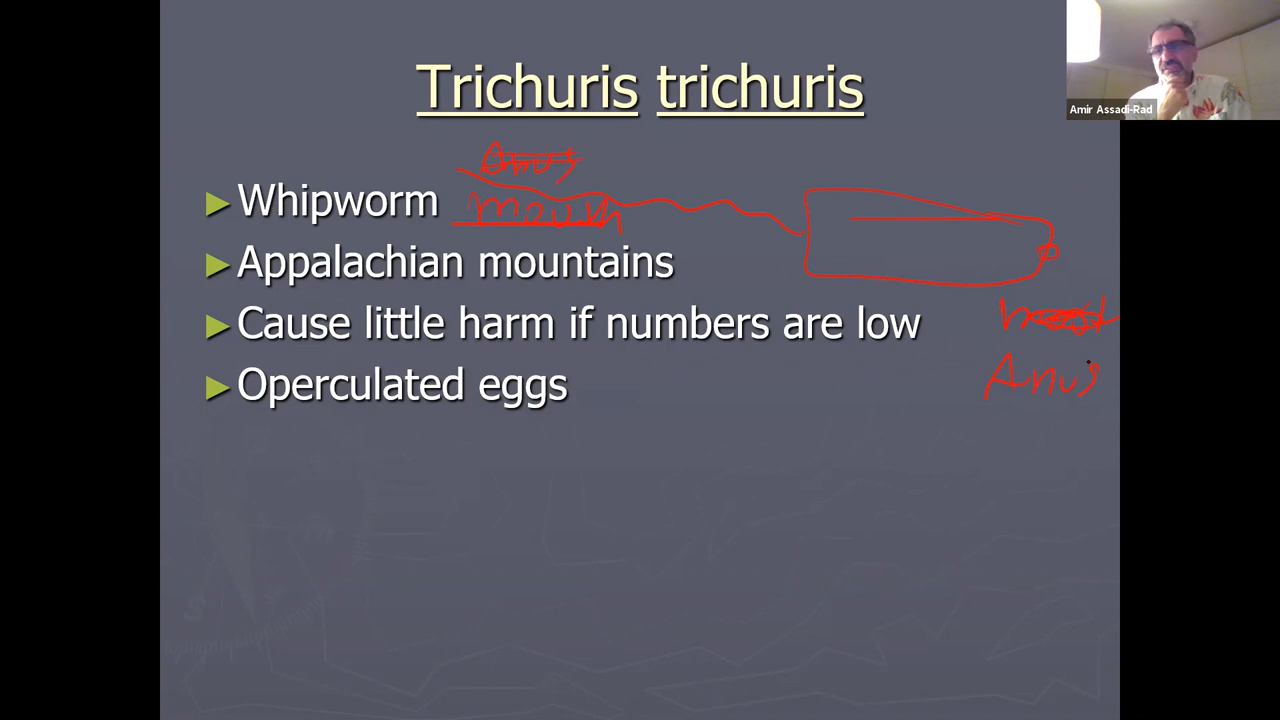 Amir Assadi-Rad
Trichuris trichuris
Anus
Whipworm
mouth
Appalachian mountains
Cause little harm if numbers are low
Operculated eggs
Anus